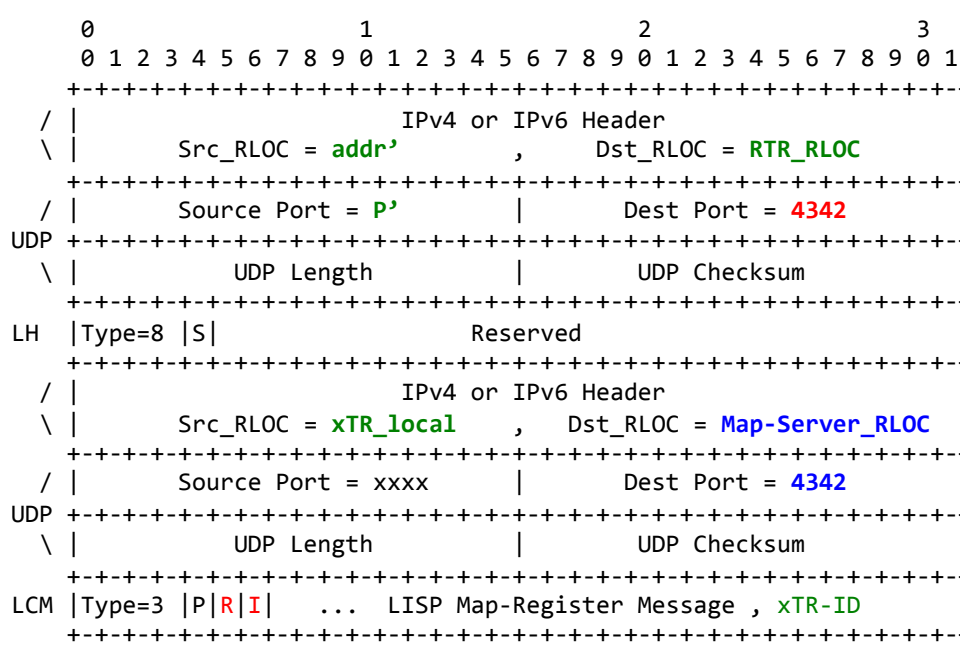 0                   1                   2                   3
0 1 2 3 4 5 6 7 8 9 0 1 2 3 4 5 6 7 8 9 0 1 2 3 4 5 6 7 8 9 0 1
+-+-+-+-+-+-+-+-+-+-+-+-+-+-+-+-+-+-+-+-+-+-+-+-+-+-+-+-+-+-+-+-
/ |                       IPv4 or IPv6 Header
\ |       Src_RLOC = addr’        ,     Dst_RLOC = RTR_RLOC
+-+-+-+-+-+-+-+-+-+-+-+-+-+-+-+-+-+-+-+-+-+-+-+-+-+-+-+-+-+-+-+-
/ |       Source Port = P’      |       Dest Port = 4342
UDP +-+-+-+-+-+-+-+-+-+-+-+-+-+-+-+-+-+-+-+-+-+-+-+-+-+-+-+-+-+-+-+-
\ |           UDP Length          |        UDP Checksum
+-+-+-+-+-+-+-+-+-+-+-+-+-+-+-+-+-+-+-+-+-+-+-+-+-+-+-+-+-+-+-+-
LH  |Type=8 |S|                  Reserved
+-+-+-+-+-+-+-+-+-+-+-+-+-+-+-+-+-+-+-+-+-+-+-+-+-+-+-+-+-+-+-+-
/ |                       IPv4 or IPv6 Header
\ |       Src_RLOC = xTR_local    ,   Dst_RLOC = Map-Server_RLOC
+-+-+-+-+-+-+-+-+-+-+-+-+-+-+-+-+-+-+-+-+-+-+-+-+-+-+-+-+-+-+-+-
/ |       Source Port = xxxx      |       Dest Port = 4342
UDP +-+-+-+-+-+-+-+-+-+-+-+-+-+-+-+-+-+-+-+-+-+-+-+-+-+-+-+-+-+-+-+-
\ |           UDP Length          |        UDP Checksum
+-+-+-+-+-+-+-+-+-+-+-+-+-+-+-+-+-+-+-+-+-+-+-+-+-+-+-+-+-+-+-+-
LCM |Type=3 |P|R|I|   ...  LISP Map-Register Message , xTR-ID
+-+-+-+-+-+-+-+-+-+-+-+-+-+-+-+-+-+-+-+-+-+-+-+-+-+-+-+-+-+-+-+-